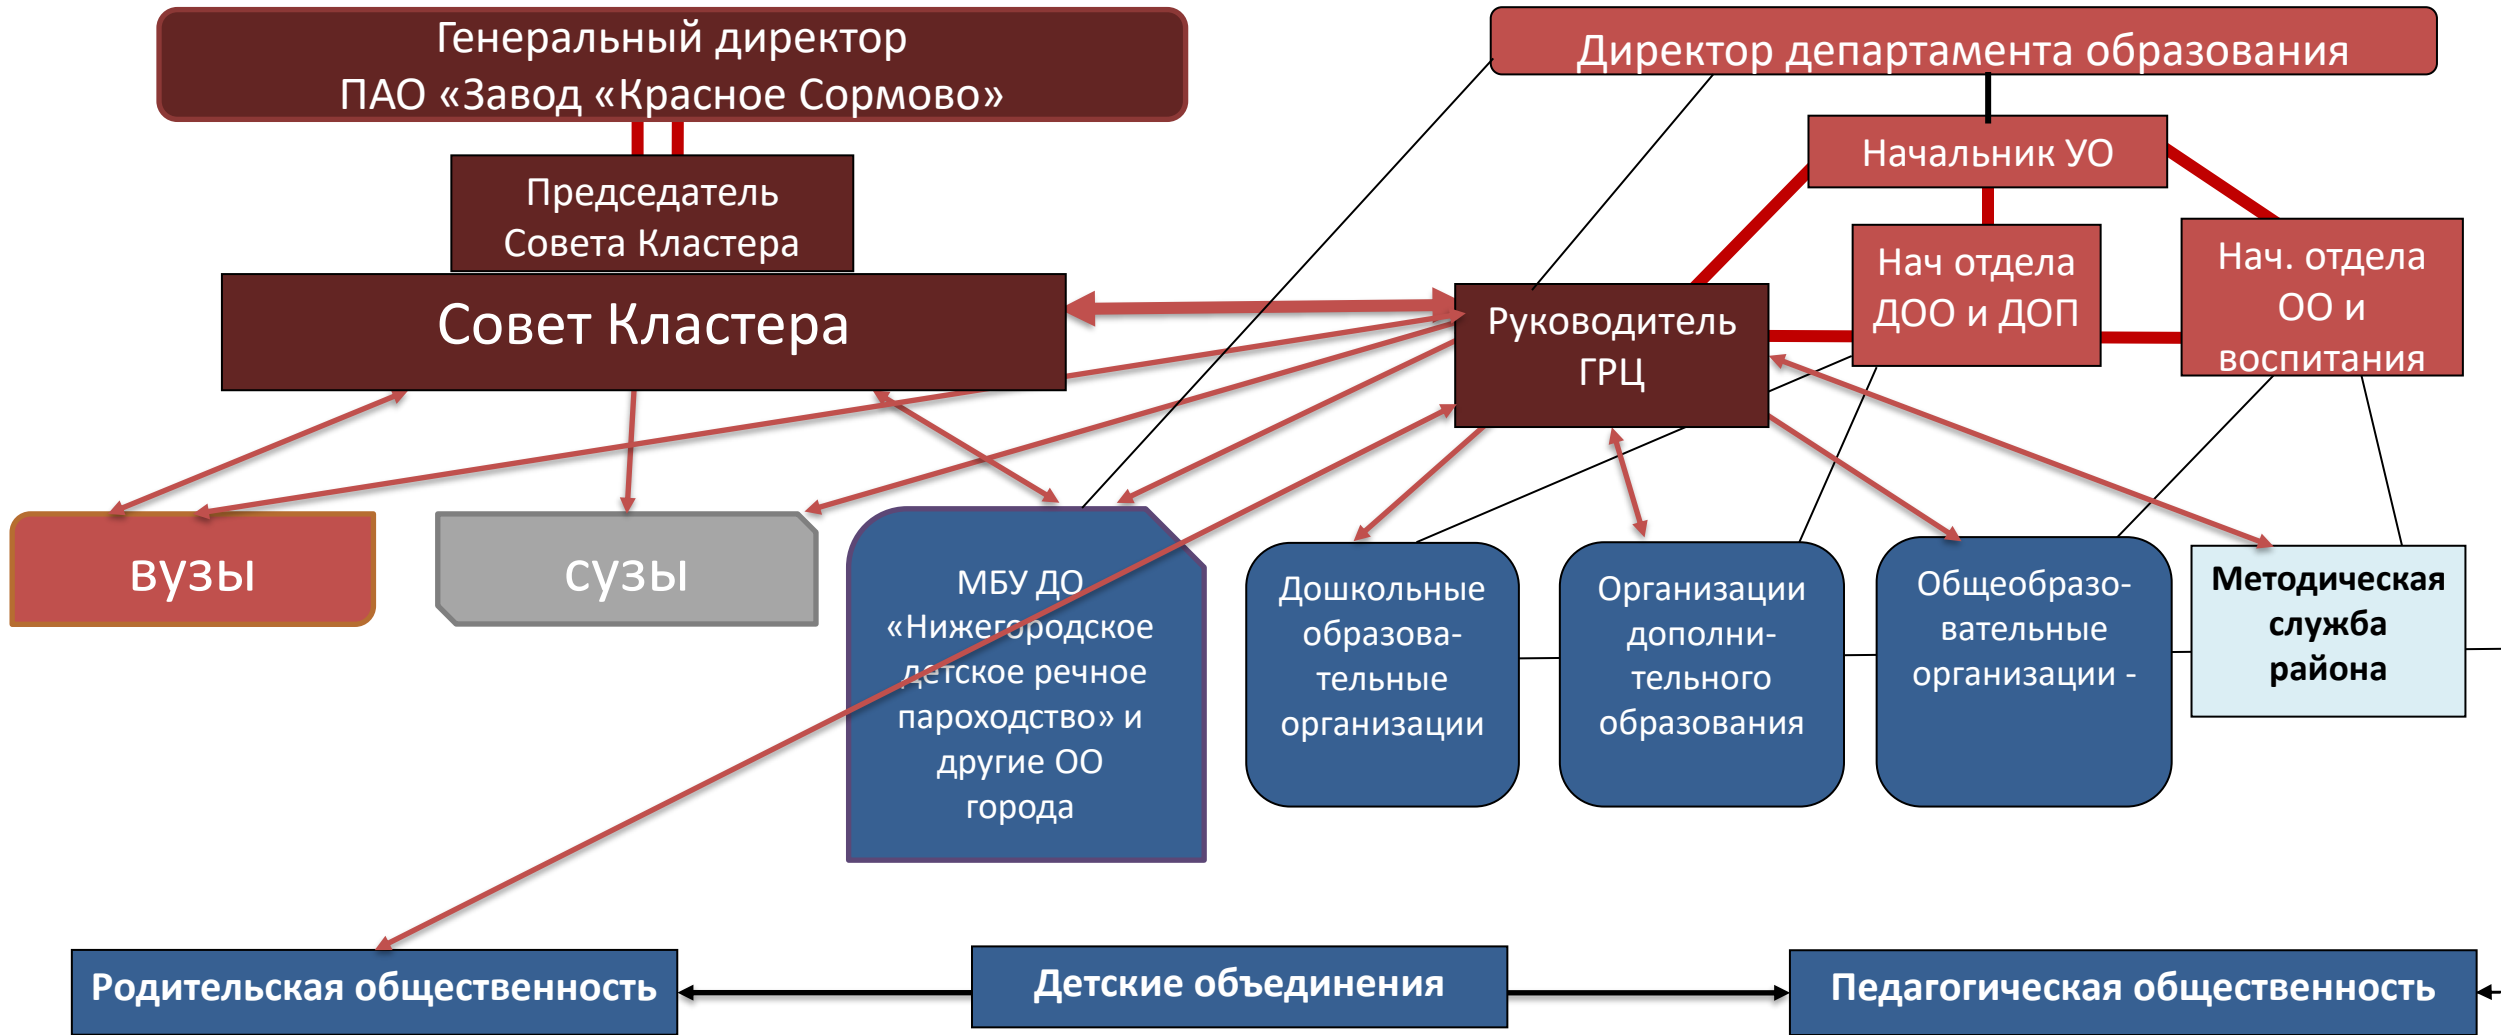 Генеральный директор
ПАО «Завод «Красное Сормово»
Директор департамента образования
Начальник УО
Председатель
Совета Кластера
Совет Кластера
Руководитель
ГРЦ
Нач отдела
ДОО и ДОП
Нач. отдела
ОО и
воспитания
вузы
сузы
МБУ ДО
«Нижегородское
детское речное
пароходство» и
другие ОО
города
Дошкольные
образова-
тельные
организации
Организации
дополни-
тельного
образования
Общеобразо-
вательные
организации -
Методическая
служба
района
Родительская общественность
Детские объединения
Педагогическая общественность